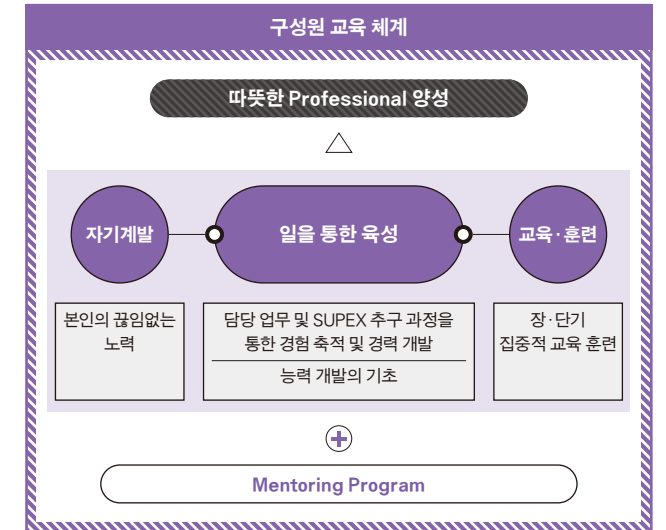 구성원 교육 체계
따뜻한 Professional 양성
자기계발
일을 통한 육성
교육·훈련
본인의 끊임없는
노력
담당 업무 및 SUPEX 추구 과정을
통한 경험 축적 및 경력 개발
능력 개발의 기초
장·단기
집중적 교육 훈련
Mentoring Program